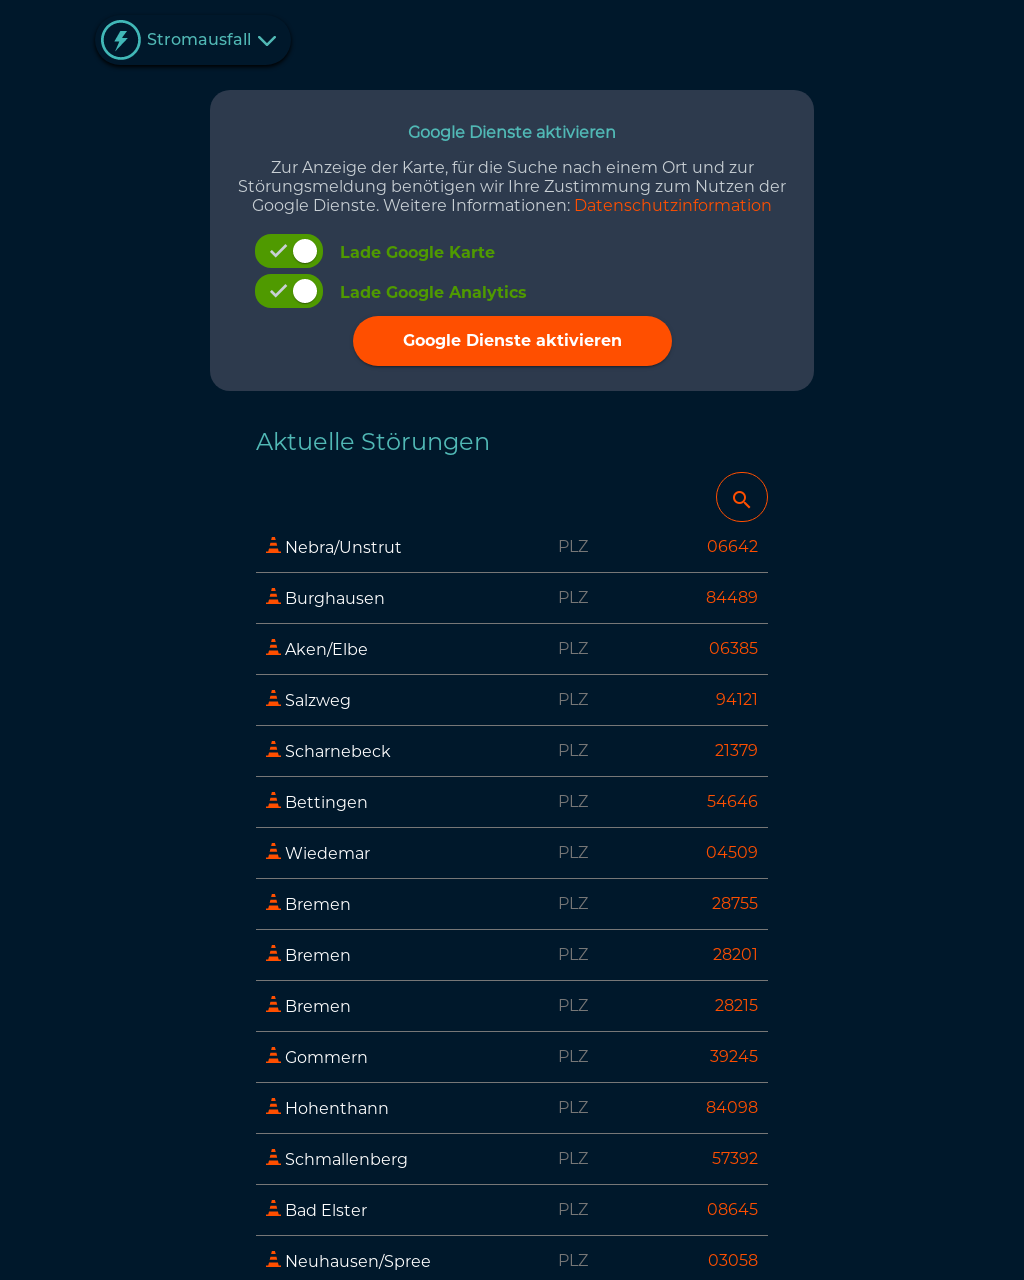 Stromausfall
Google Dienste aktivieren
Zur Anzeige der Karte, für die Suche nach einem Ort und zur
Störungsmeldung benötigen wir Ihre Zustimmung zum Nutzen der
Google Dienste. Weitere Informationen: Datenschutzinformation
Lade Google Karte
Lade Google Analytics
Google Dienste aktivieren
Aktuelle Störungen
Nebra/Unstrut PLZ 06642
Burghausen PLZ 84489
Aken/Elbe PLZ 06385
Salzweg PLZ 94121
Scharnebeck PLZ 21379
Bettingen PLZ 54646
Wiedemar PLZ 04509
Bremen PLZ 28755
Bremen PLZ 28201
Bremen PLZ 28215
Gommern PLZ 39245
Hohenthann PLZ 84098
Schmallenberg PLZ 57392
Bad Elster PLZ 08645
Neuhausen/Spree PLZ 03058